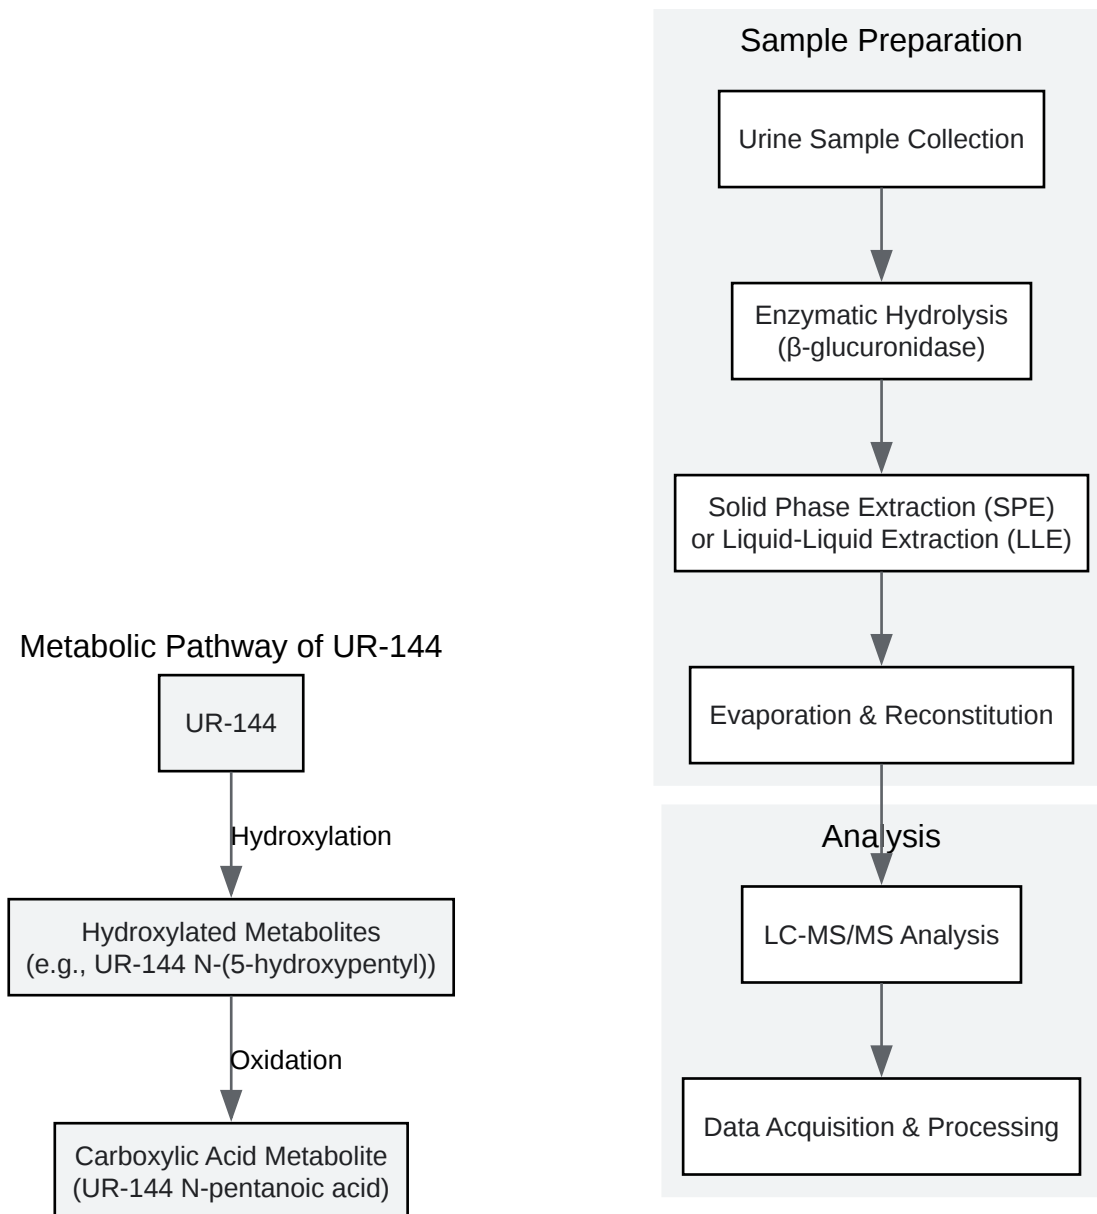 Sample Preparation
Urine Sample Collection
Enzymatic Hydrolysis
(β-glucuronidase)
Solid Phase Extraction (SPE)
or Liquid-Liquid Extraction (LLE)
Evaporation & Reconstitution
Analysis
LC-MS/MS Analysis
Data Acquisition & Processing
Metabolic Pathway of UR-144
UR-144
Hydroxylation
Hydroxylated Metabolites
(e.g., UR-144 N-(5-hydroxypentyl))
Oxidation
Carboxylic Acid Metabolite
(UR-144 N-pentanoic acid)